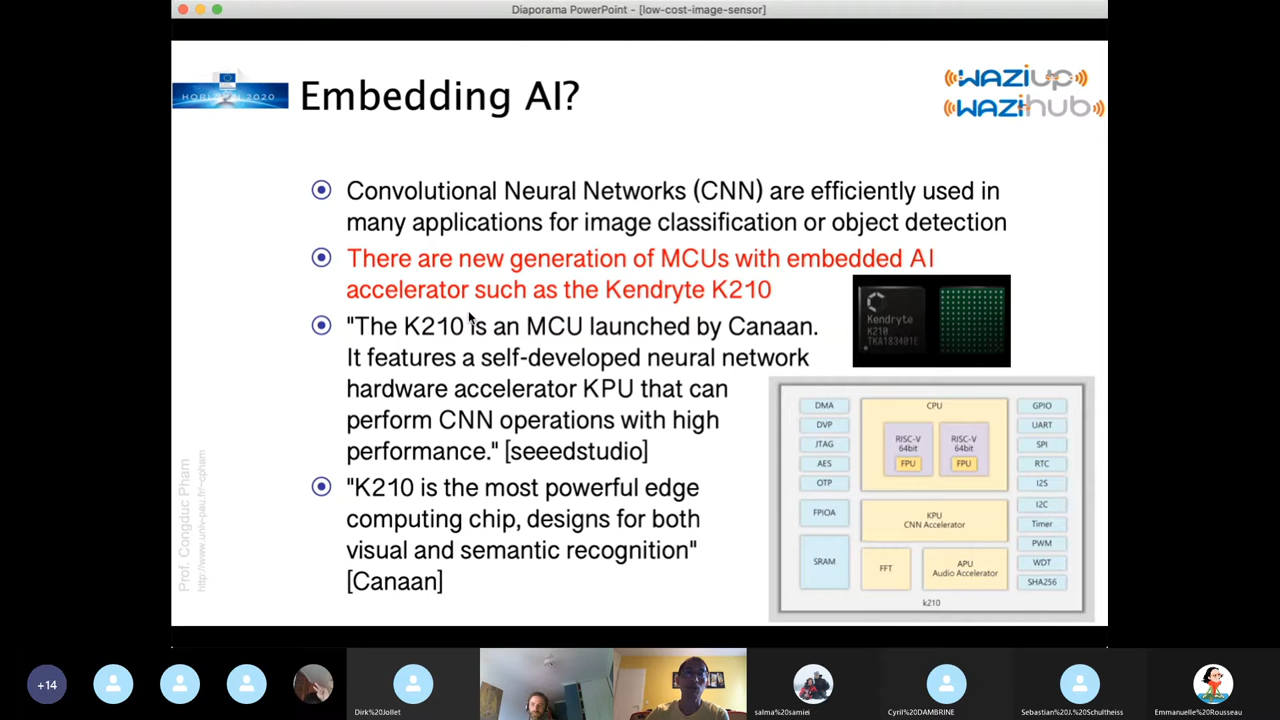 Diaporama PowerPoint - [low-cost-image-sensor]
HORIZON 2020
Embedding AI?
WAZIUP
WAZIhub
Convolutional Neural Networks (CNN) are efficiently used in
many applications for image classification or object detection
There are new generation of MCUs with embedded AI
accelerator such as the Kendryte K210
"The K210 is an MCU launched by Canaan.
It features a self-developed neural network
hardware accelerator KPU that can
perform CNN operations with high
performance." [seeedstudio]
"K210 is the most powerful edge
computing chip, designs for both
visual and semantic recognition"
[Canaan]
Kendryte
K210
TKA183401E
DMA
DVP
JTAG
AES
OTP
FPIOA
SRAM
CPU
RISC-V
64bit
FPU
RISC-V
64bit
FPU
KPU
CNN Accelerator
FFT
APU
Audio Accelerator
GPIO
UART
SPI
RTC
I2S
I2C
Timer
PWM
WDT
SHA256
k210
Prof. Congduc Pham
http://www.univ-pau.fr/~cpham
+14
Dirk%20Jollet
salma%20samiei
Cyril%20DAMBRINE
Sebastian%20J.%20Schultheiss
Emmanuelle%20Rousseau